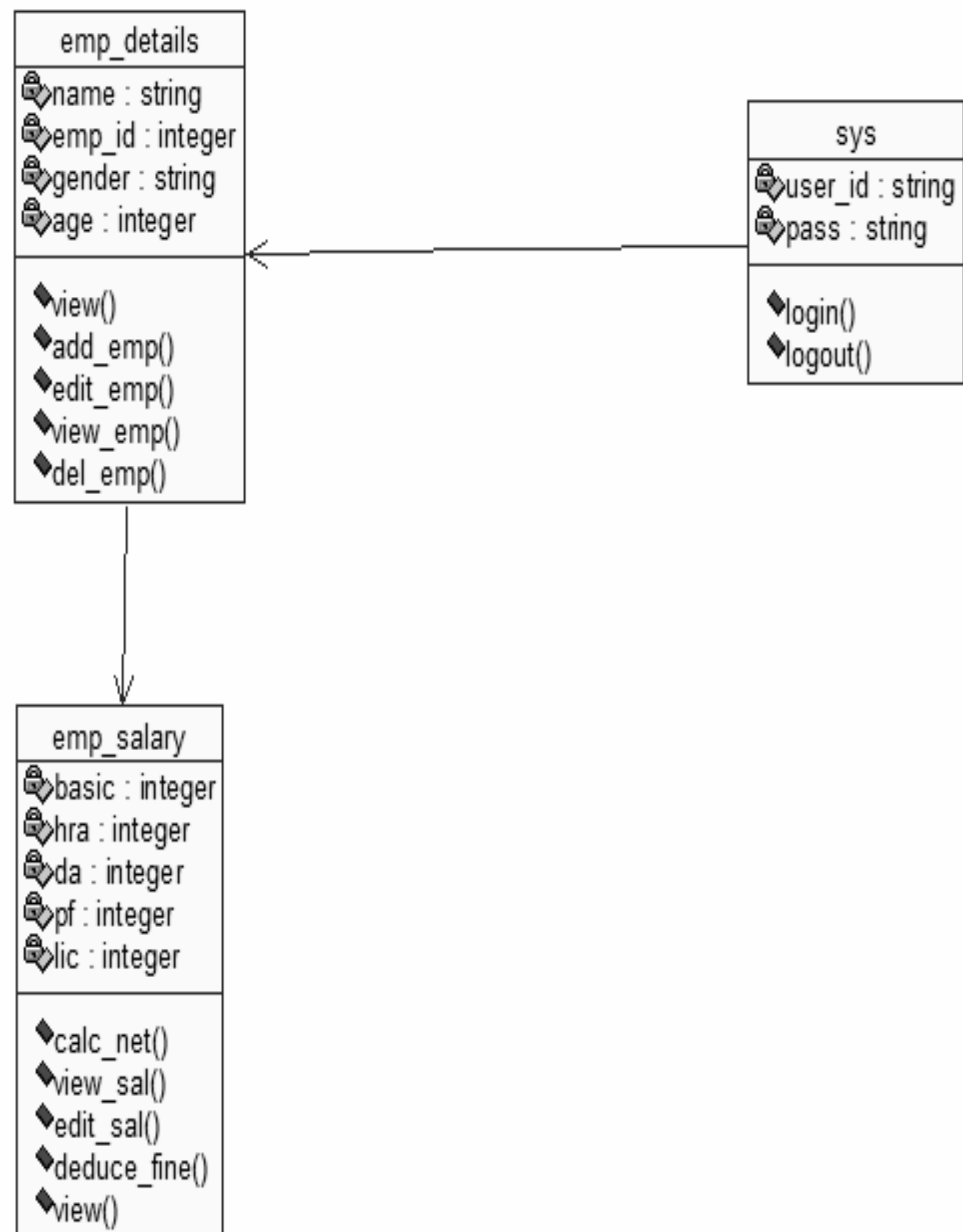 emp_details
name : string
emp_id : integer
gender : string
age : integer
view()
add_emp()
edit_emp()
view_emp()
del_emp()
sys
user_id : string
pass : string
login()
logout()
emp_salary
basic : integer
hra : integer
da : integer
pf : integer
lic : integer
calc_net()
view_sal()
edit_sal()
deduce_fine()
view()